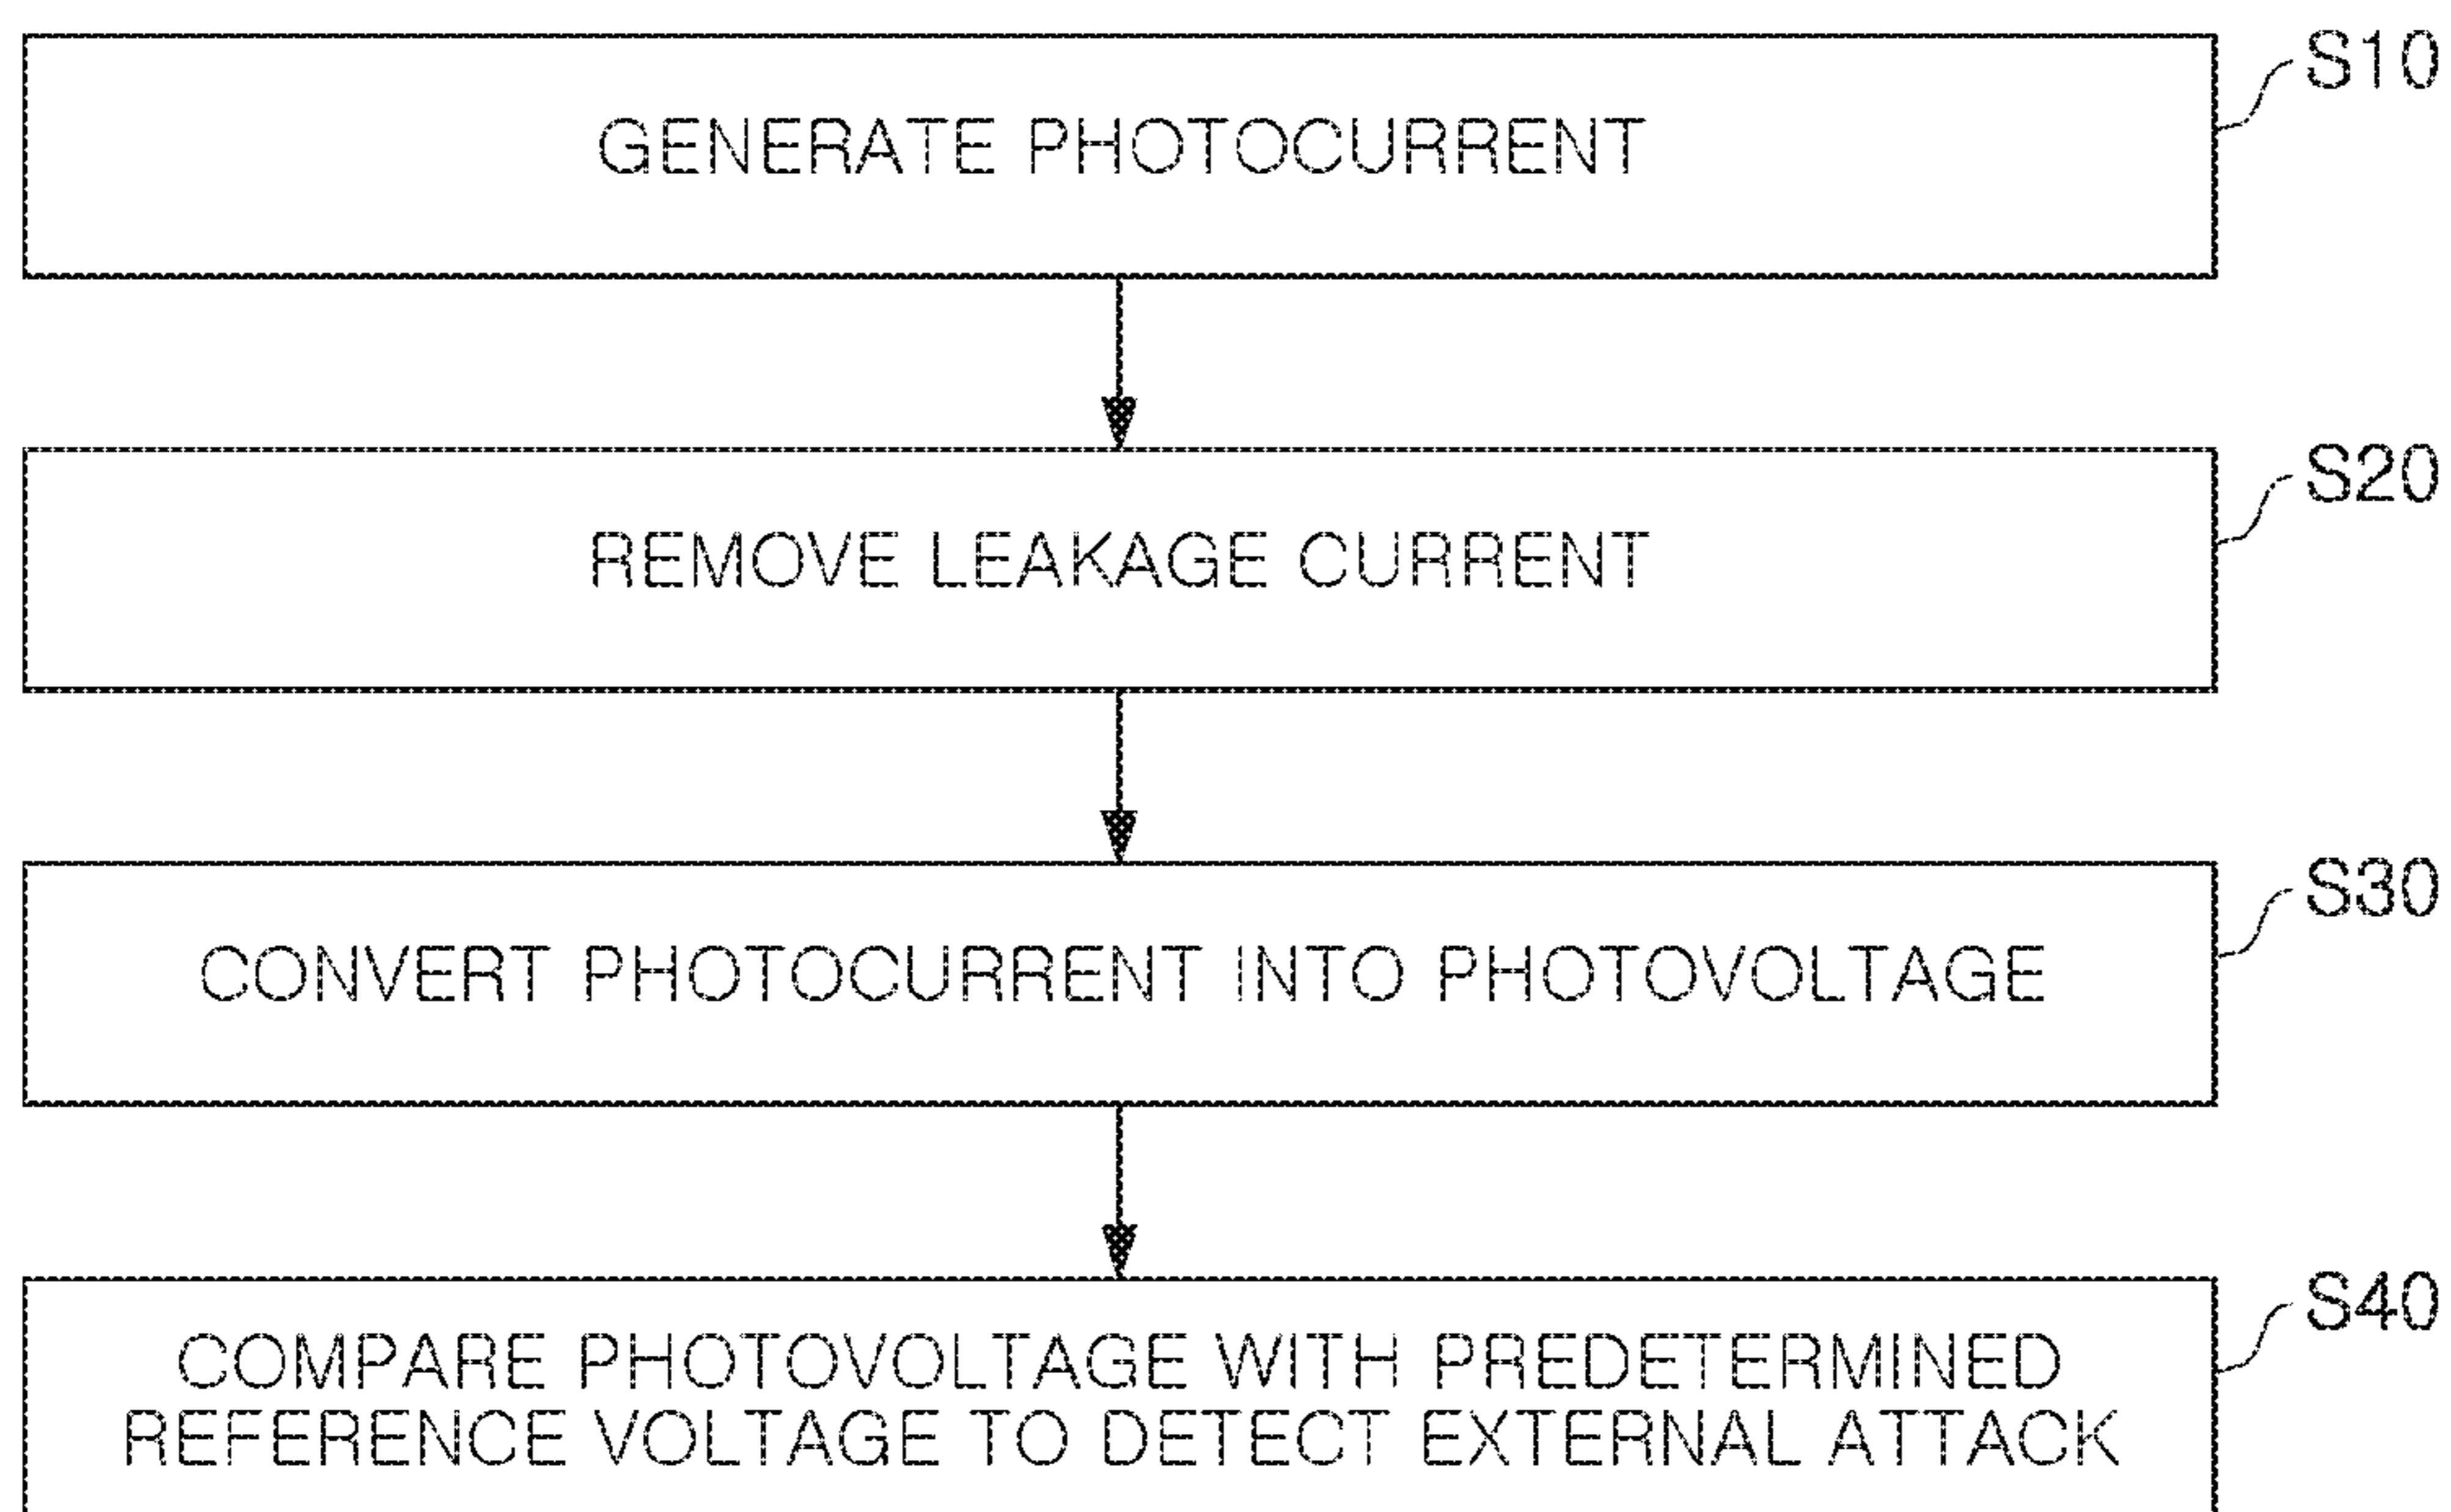 S10
GENERATE PHOTOCURRENT
S20
REMOVE LEAKAGE CURRENT
S30
CONVERT PHOTOCURRENT INTO PHOTOVOLTAGE
S40
COMPARE PHOTOVOLTAGE WITH PREDETERMINED
REFERENCE VOLTAGE TO DETECT EXTERNAL ATTACK